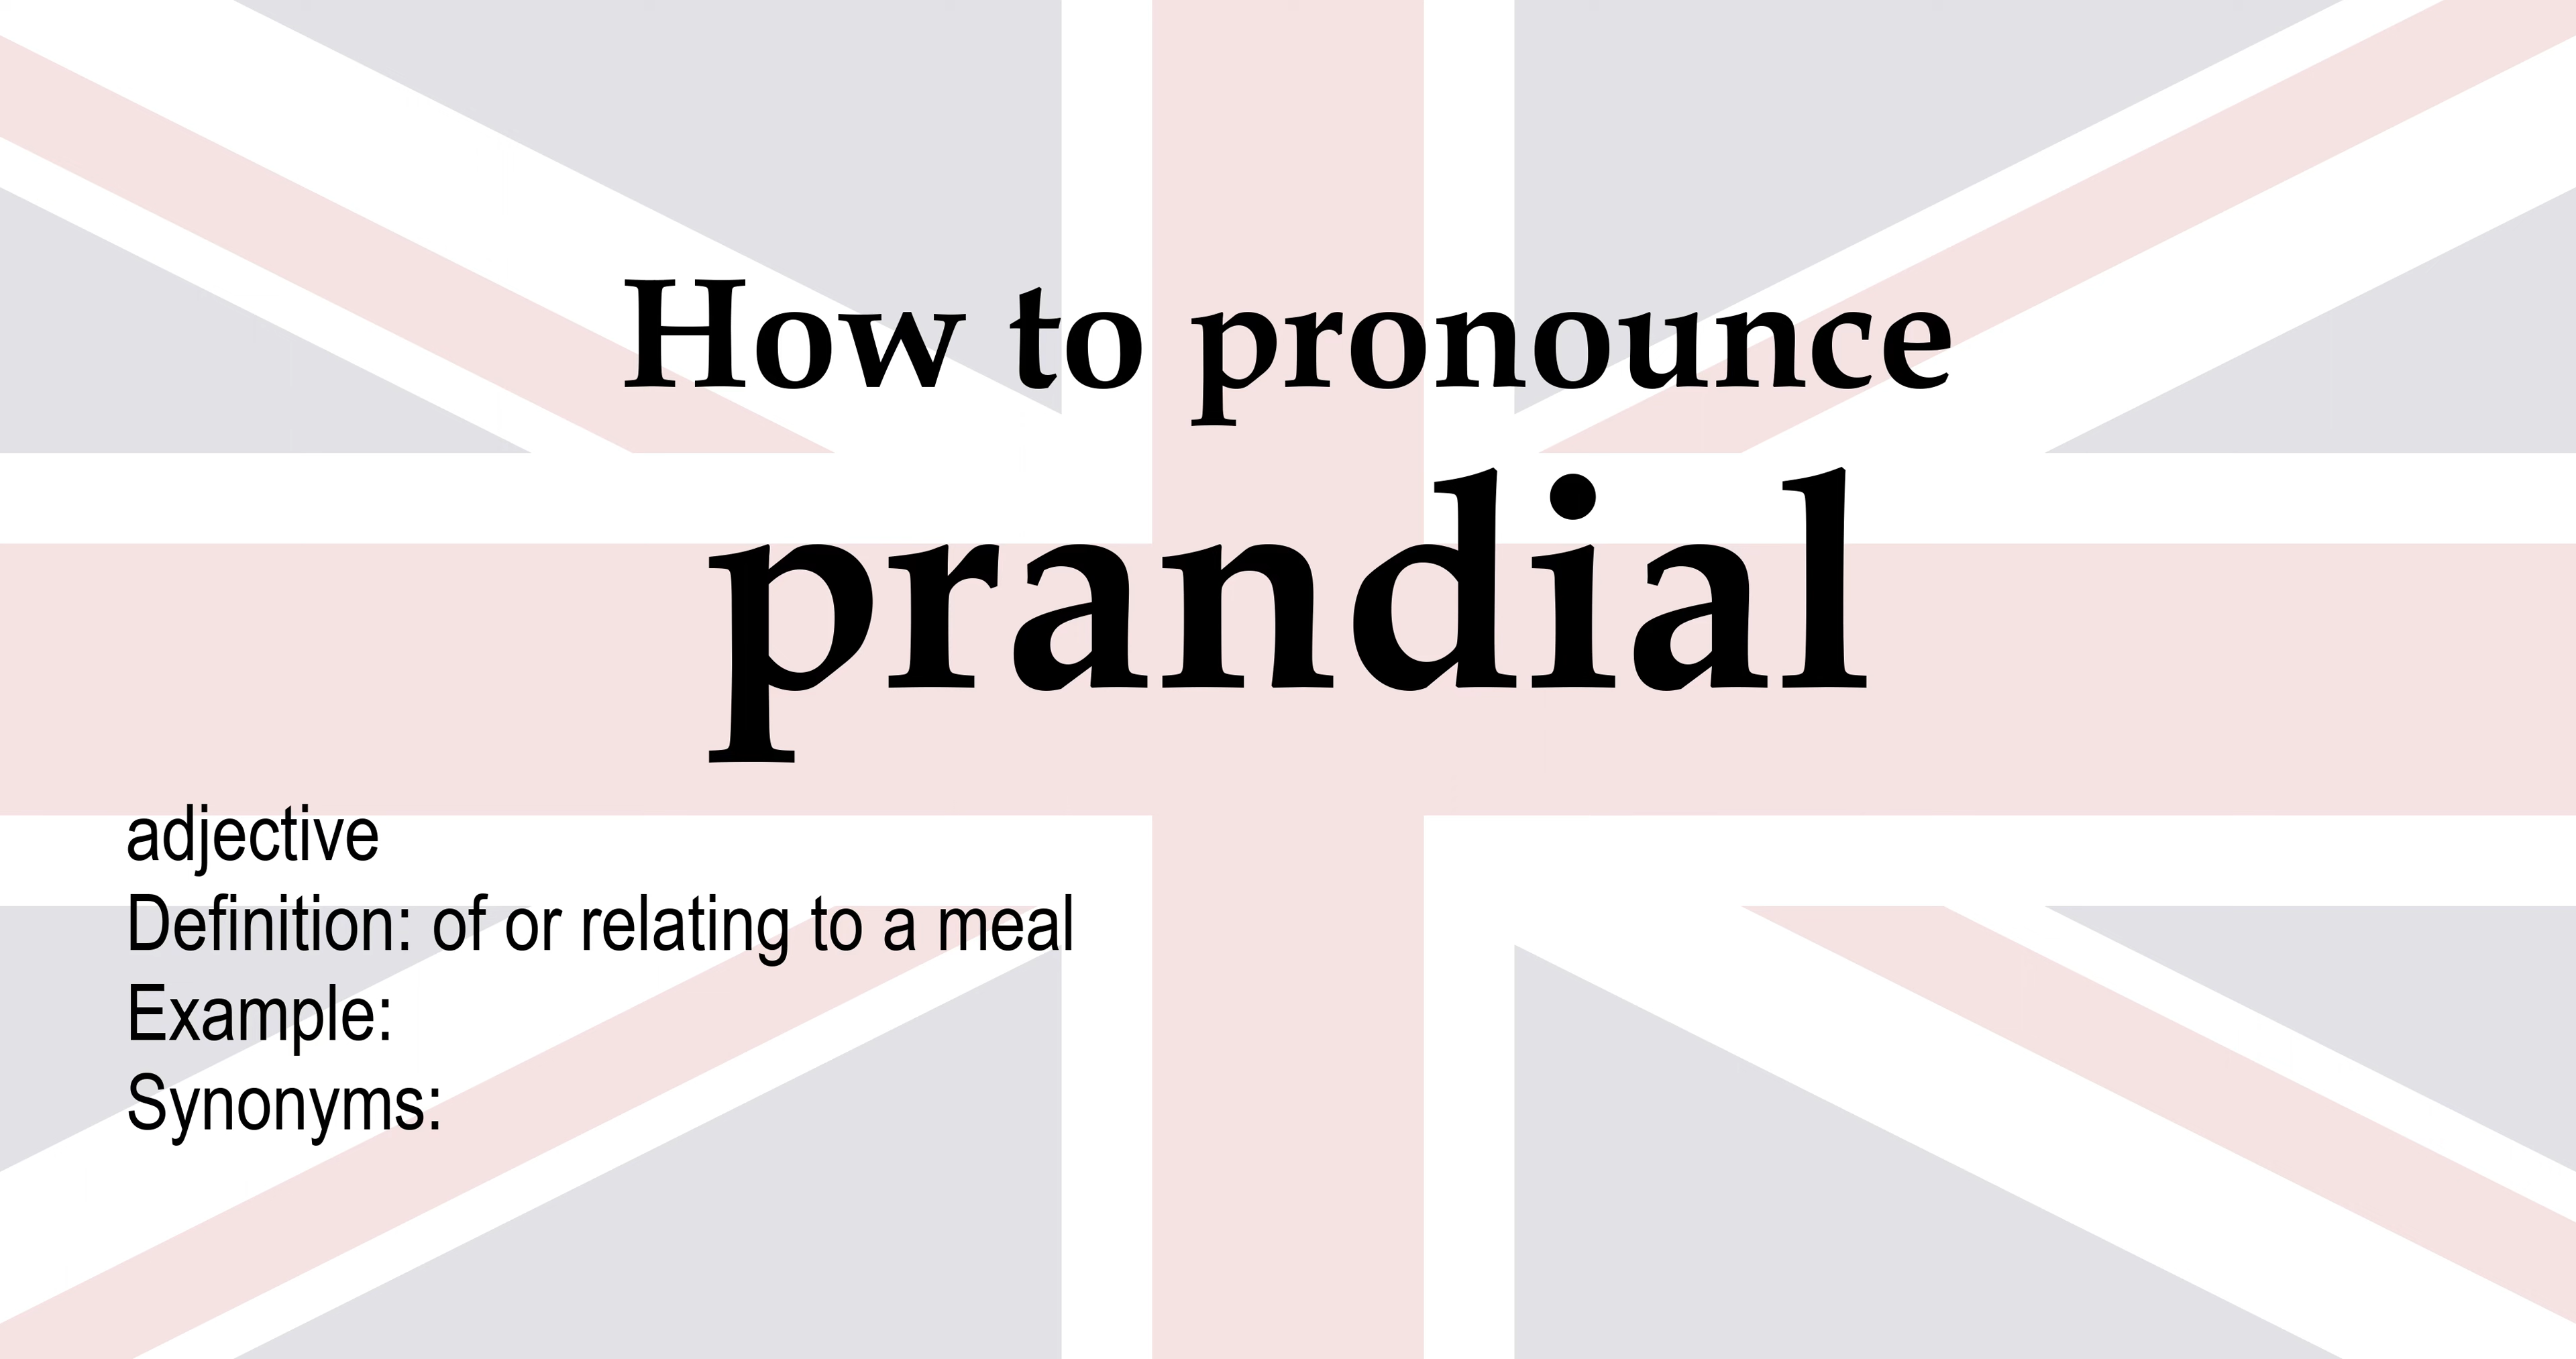 How to pronounce
prandial
adjective
Definition: of or relating to a meal
Example:
Synonyms: